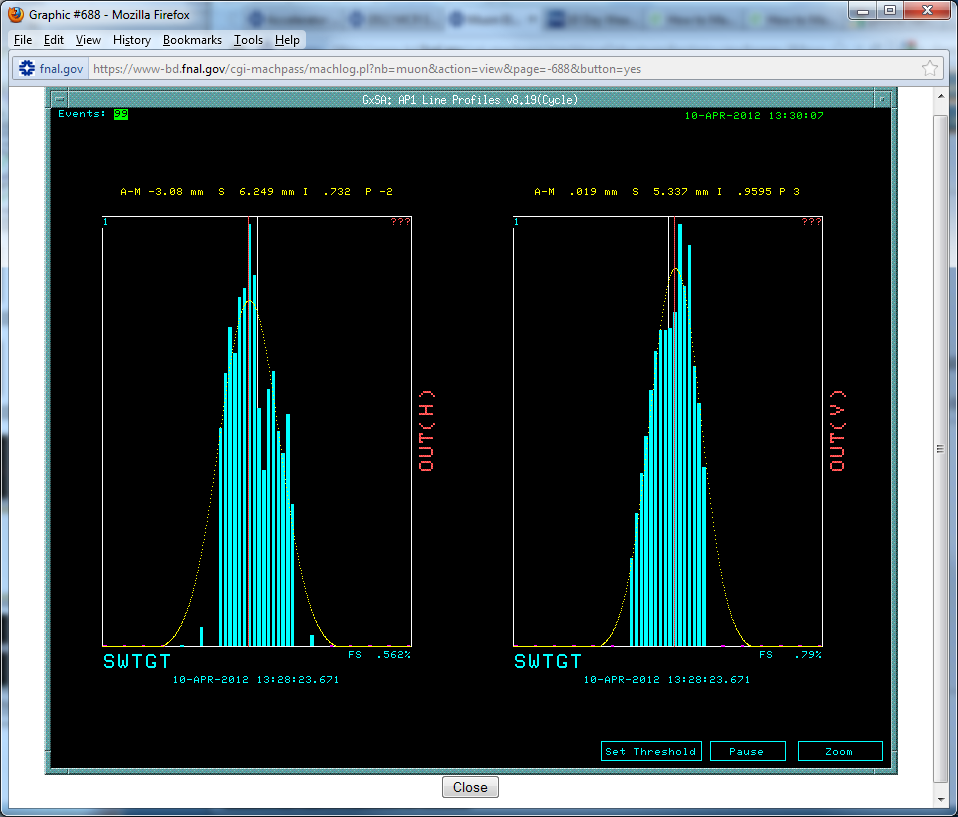 Graphic #688 - Mozilla Firefox
File Edit View History Bookmarks Tools Help
fnal.gov https://www-bd.fnal.gov/cgi-machpass/machlog.pl?nb=muon&action=view&page=-688&button=yes
GxSA: AP1 Line Profiles v8.19(Cycle)
Events: 99
10-APR-2012 13:30:07
A-M -3.08 mm S 6.249 mm I .732 P -2
A-M .019 mm S 5.337 mm I .9595 P 3
1 ???
1 ???
OUT(H)
OUT(V)
FS .562%
FS .79%
SWTGT
SWTGT
10-APR-2012 13:28:23.671
10-APR-2012 13:28:23.671
Set Threshold Pause Zoom
Close